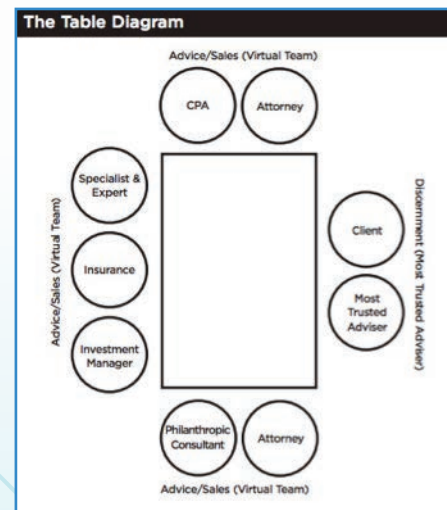 The Table Diagram
Advice/Sales (Virtual Team)
CPA
Attorney
Specialist &
Expert
Insurance
Investment
Manager
Advice/Sales (Virtual Team)
Client
Most
Trusted
Adviser
Discernment (Most Trusted Adviser)
Philanthropic
Consultant
Attorney
Advice/Sales (Virtual Team)